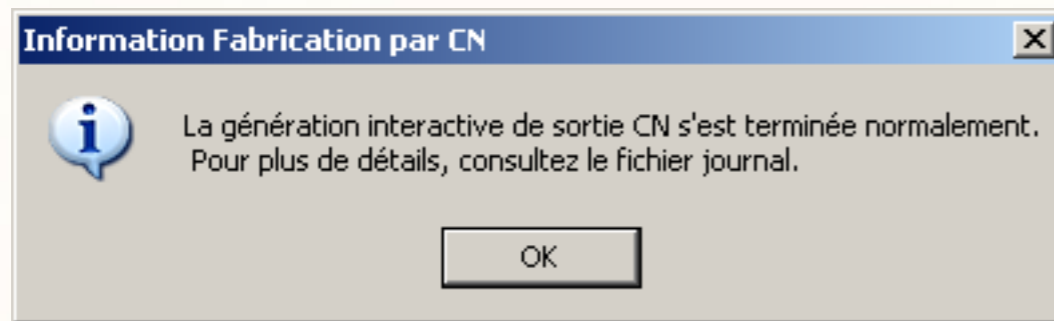 Information Fabrication par CN
La génération interactive de sortie CN s'est terminée normalement.
Pour plus de détails, consultez le fichier journal.
OK